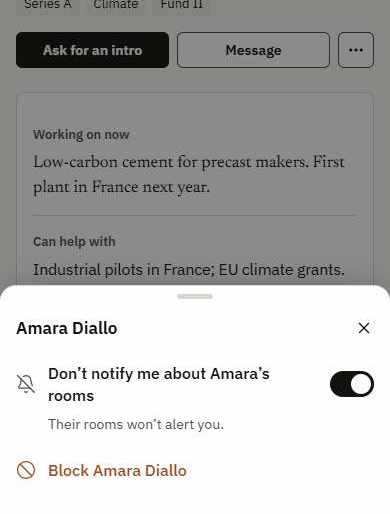 Series A
Climate
Fund II
Ask for an intro
Message
Working on now
Low-carbon cement for precast makers. First
plant in France next year.
Can help with
Industrial pilots in France; EU climate grants.
Amara Diallo
Don’t notify me about Amara’s
rooms
Their rooms won’t alert you.
Block Amara Diallo